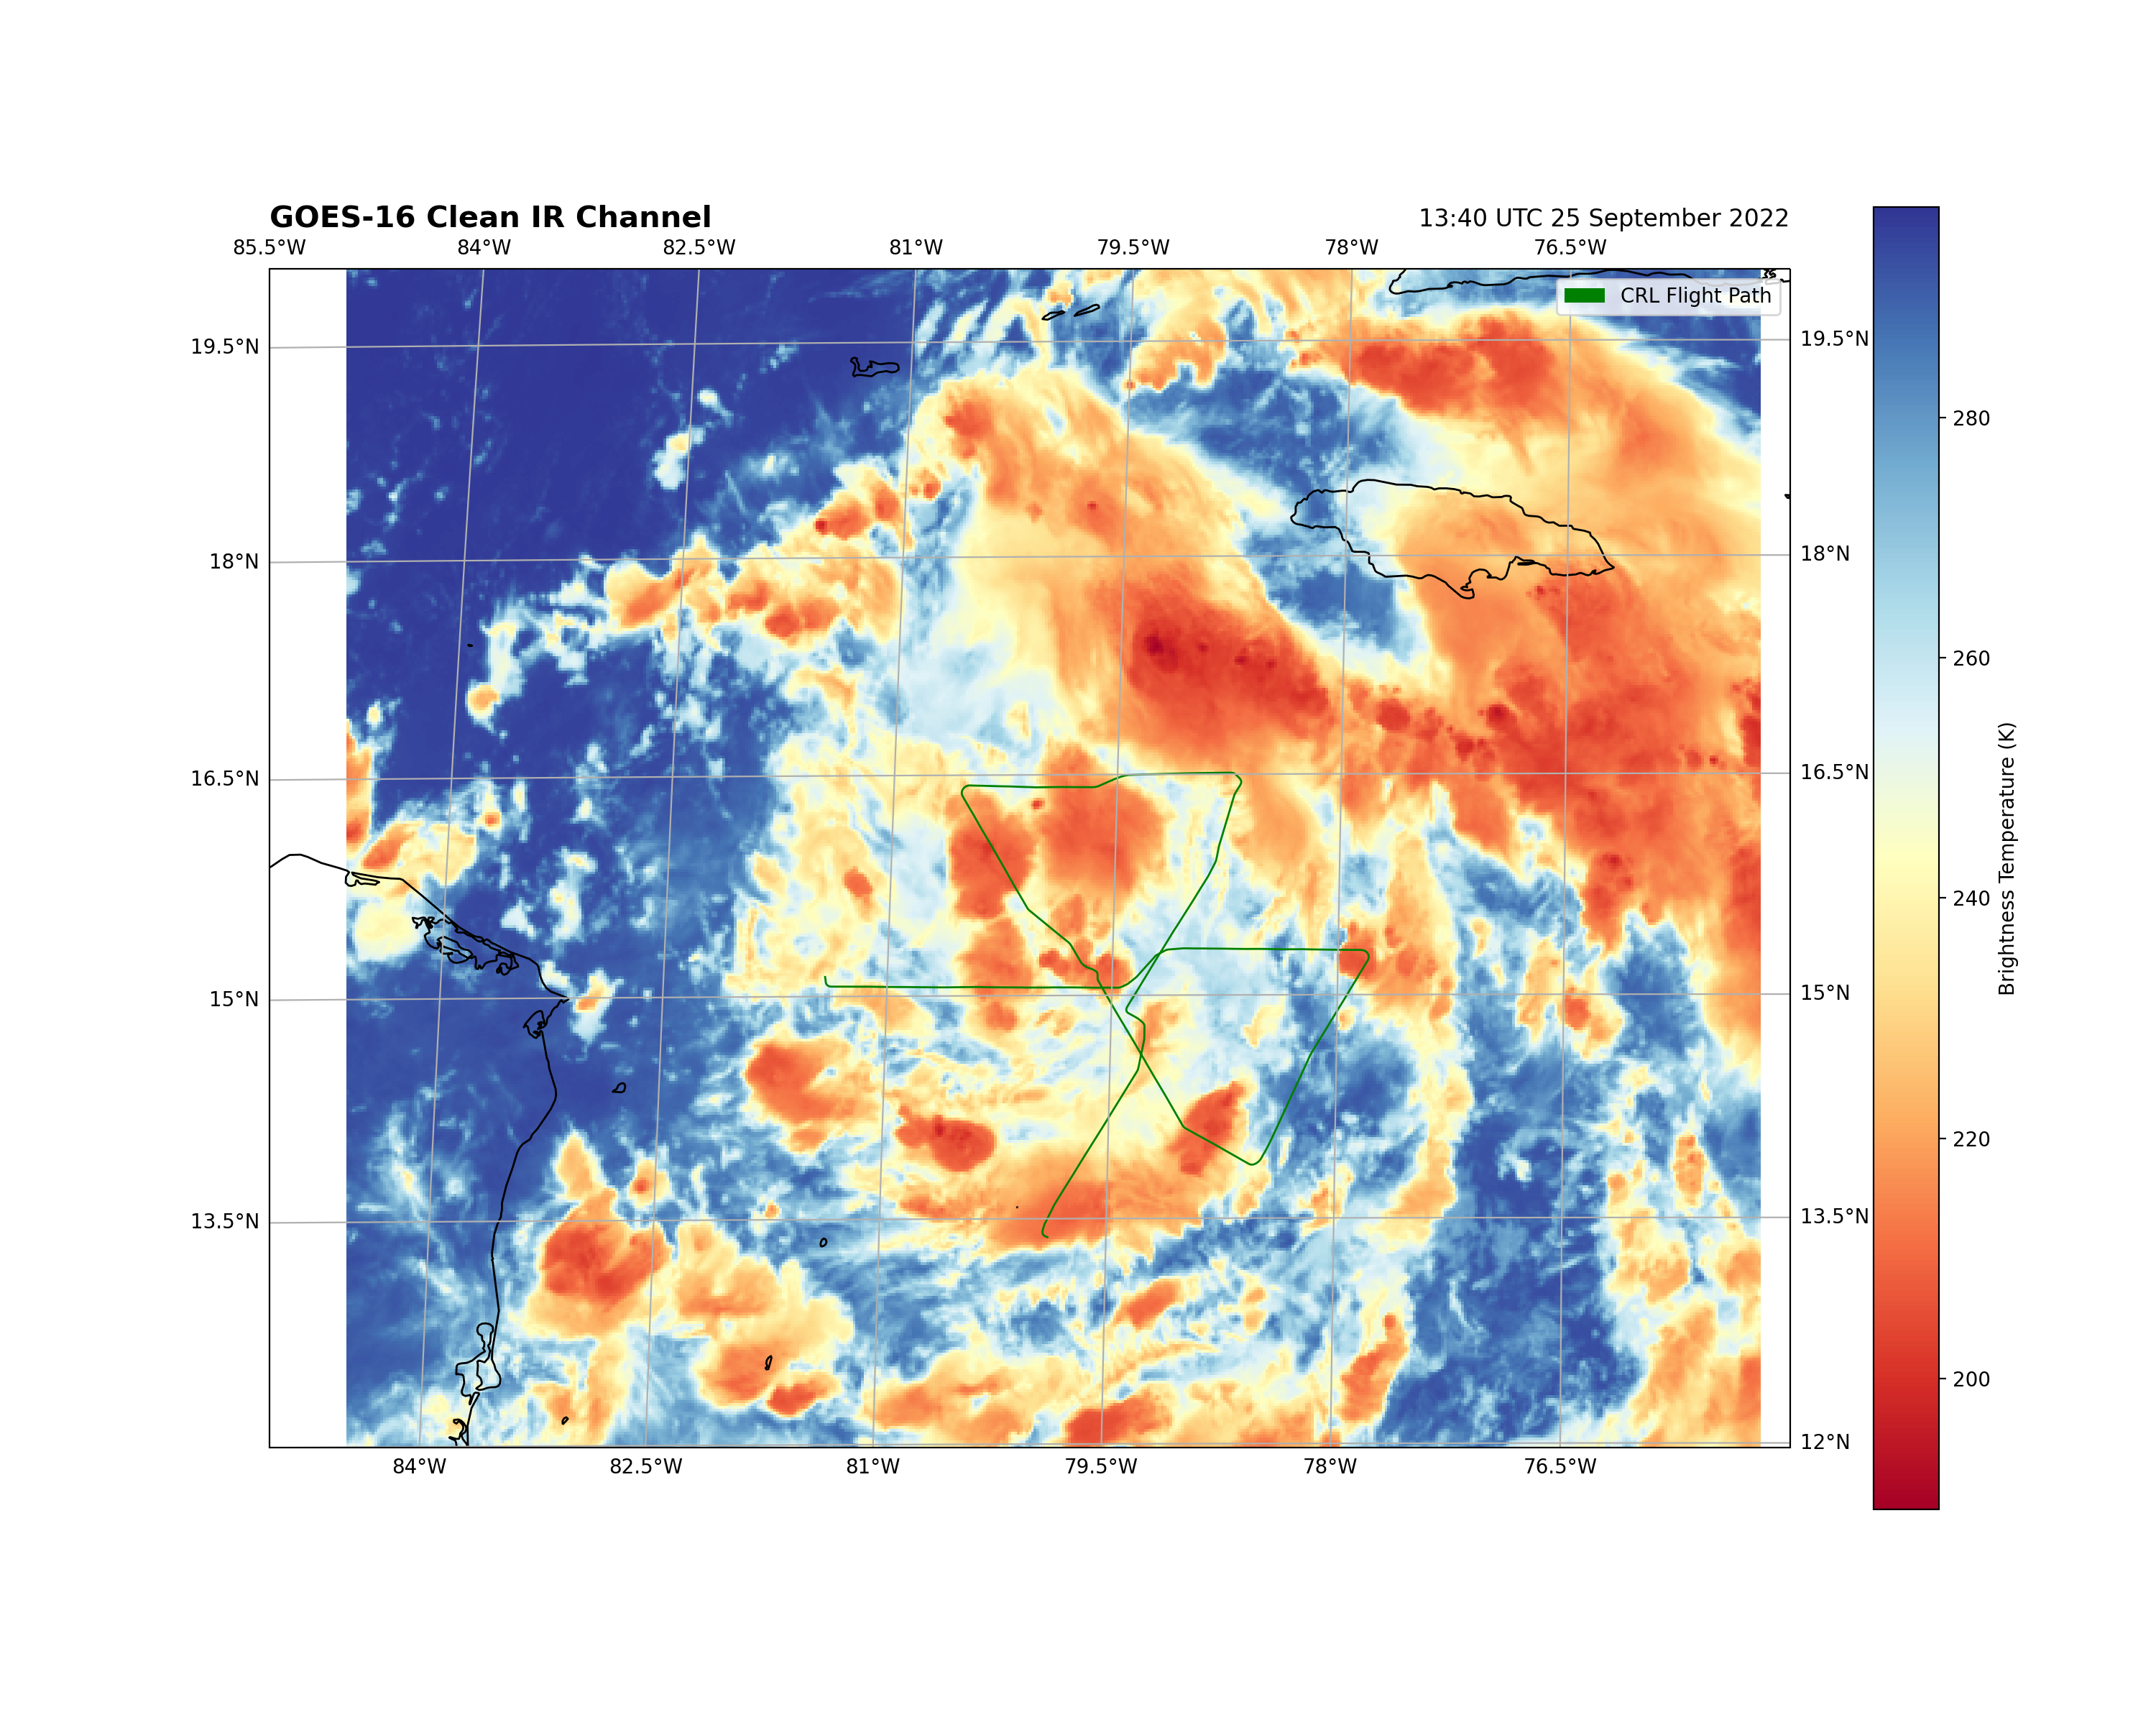 GOES-16 Clean IR Channel
13:40 UTC 25 September 2022
85.5°W 84°W 82.5°W 81°W 79.5°W 78°W 76.5°W
CRL Flight Path
19.5°N 19.5°N
18°N 18°N
16.5°N 16.5°N
15°N 15°N
13.5°N 13.5°N
12°N
84°W 82.5°W 81°W 79.5°W 78°W 76.5°W
280
260
240
220
200
Brightness Temperature (K)